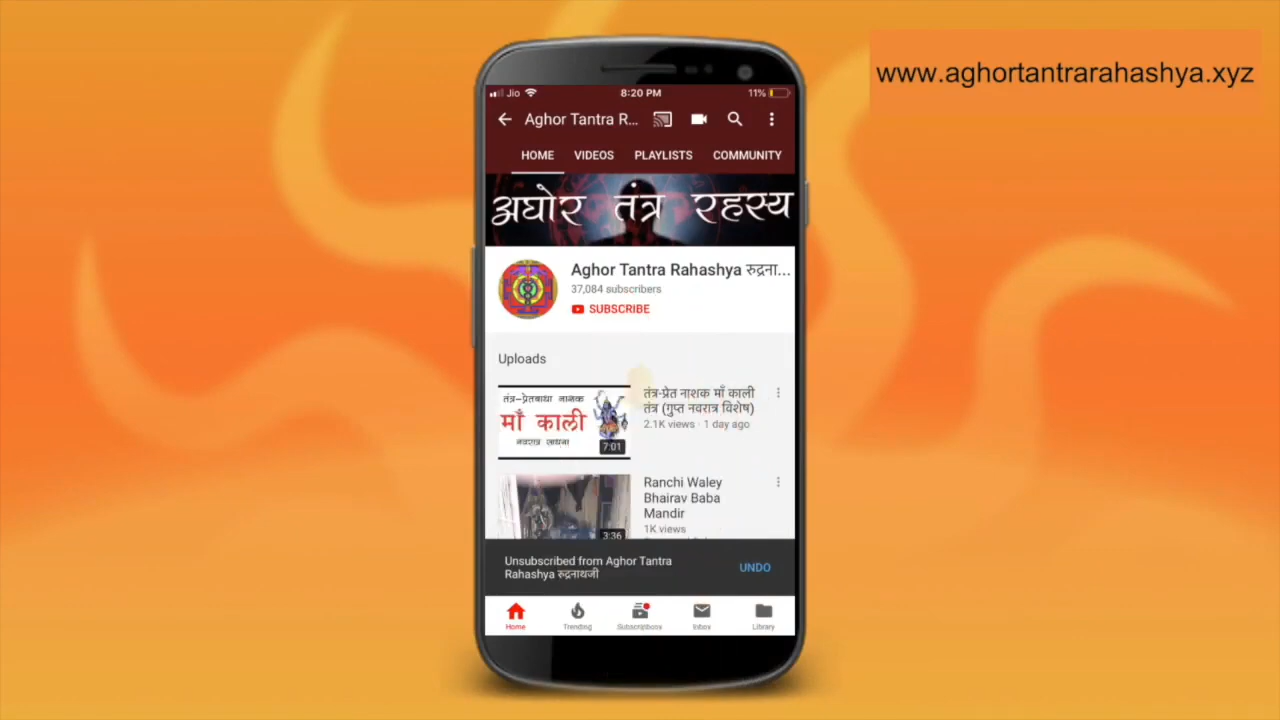 www.aghortantrarahashya.xyz
Jio 8:20 PM 11%
Aghor Tantra R...
HOME VIDEOS PLAYLISTS COMMUNITY
अघोर तंत्र रहस्य
Aghor Tantra Rahashya रुद्रना...
37,084 subscribers
SUBSCRIBE
Uploads
तंत्र-प्रेतबाधा नाशक
माँ काली
नवरात्र साधना
7:01
तंत्र-प्रेत नाशक माँ काली
तंत्र (गुप्त नवरात्र विशेष)
2.1K views · 1 day ago
Ranchi Waley
Bhairav Baba
Mandir
1K views
3:36
Unsubscribed from Aghor Tantra
Rahashya रुद्रनाथजी
UNDO
Home Trending Subscriptions Inbox Library